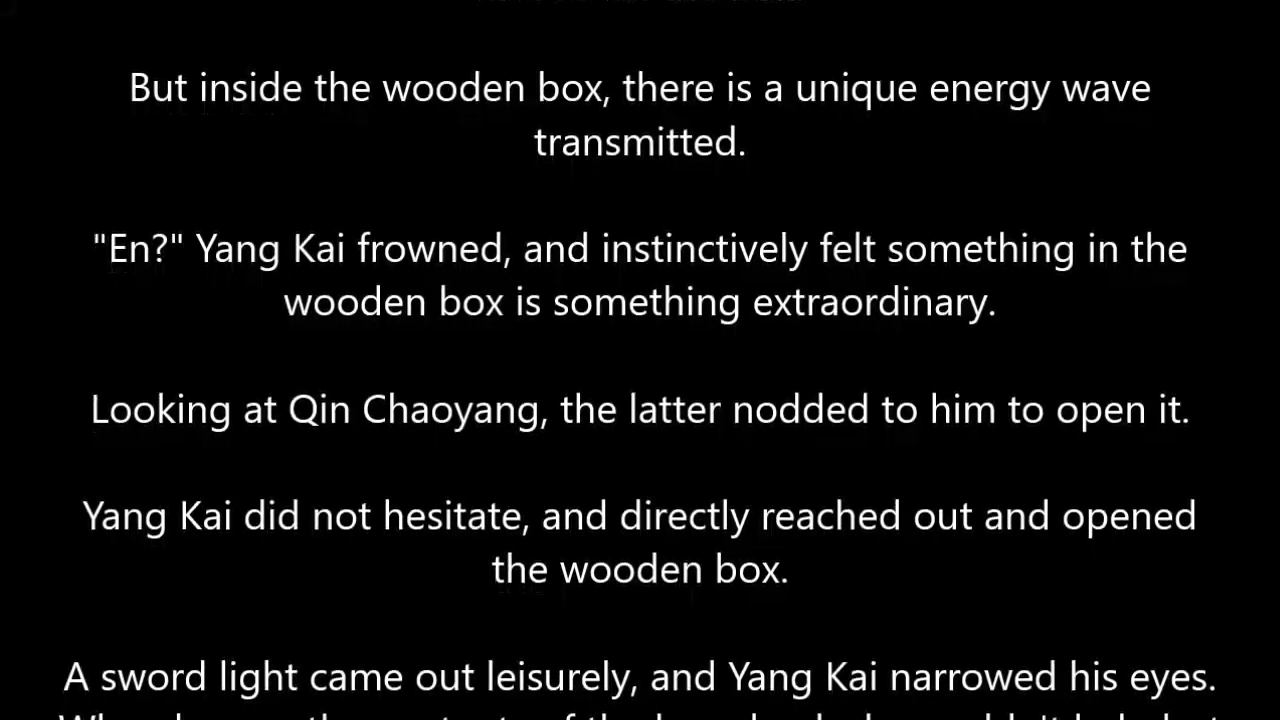 But inside the wooden box, there is a unique energy wave
transmitted.
"En?" Yang Kai frowned, and instinctively felt something in the
wooden box is something extraordinary.
Looking at Qin Chaoyang, the latter nodded to him to open it.
Yang Kai did not hesitate, and directly reached out and opened
the wooden box.
A sword light came out leisurely, and Yang Kai narrowed his eyes.